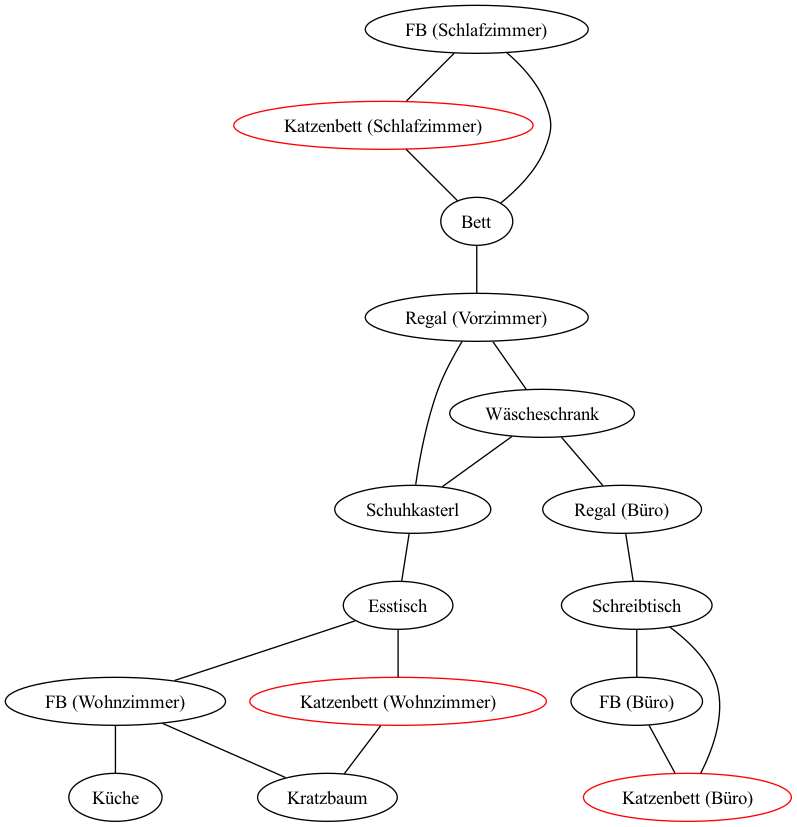 FB (Schlafzimmer)
Katzenbett (Schlafzimmer)
Bett
Regal (Vorzimmer)
Wäscheschrank
Schuhkasterl
Regal (Büro)
Esstisch
Schreibtisch
FB (Wohnzimmer)
Katzenbett (Wohnzimmer)
FB (Büro)
Küche
Kratzbaum
Katzenbett (Büro)